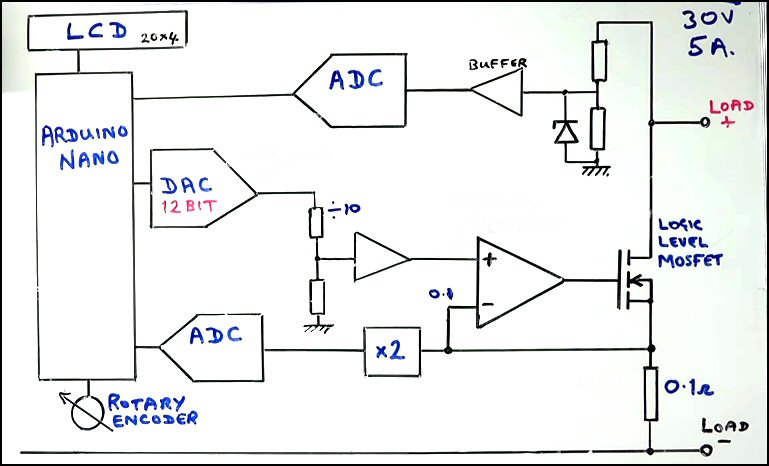 LCD 20x4
30V
5A.
BUFFER
ADC
LOAD
+
ARDUINO
NANO
DAC
12 BIT
÷10
LOGIC
LEVEL
MOSFET
+
0.1
-
ADC
x2
0.1Ω
ROTARY
ENCODER
LOAD
-